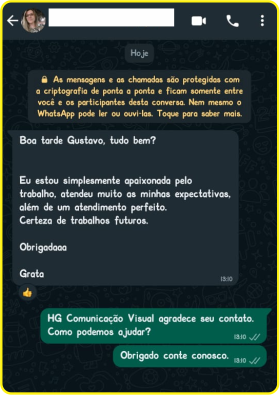 Hoje
As mensagens e as chamadas são protegidas com
a criptografia de ponta a ponta e ficam somente entre
você e os participantes desta conversa. Nem mesmo o
WhatsApp pode ler ou ouvi-las. Toque para saber mais.
Boa tarde Gustavo, tudo bem?
Eu estou simplesmente apaixonada pelo
trabalho, atendeu muito as minhas expectativas,
além de um atendimento perfeito.
Certeza de trabalhos futuros.
Obrigadaaa
Grata
13:10
HG Comunicação Visual agradece seu contato.
Como podemos ajudar?
13:10
Obrigado conte conosco. 13:10